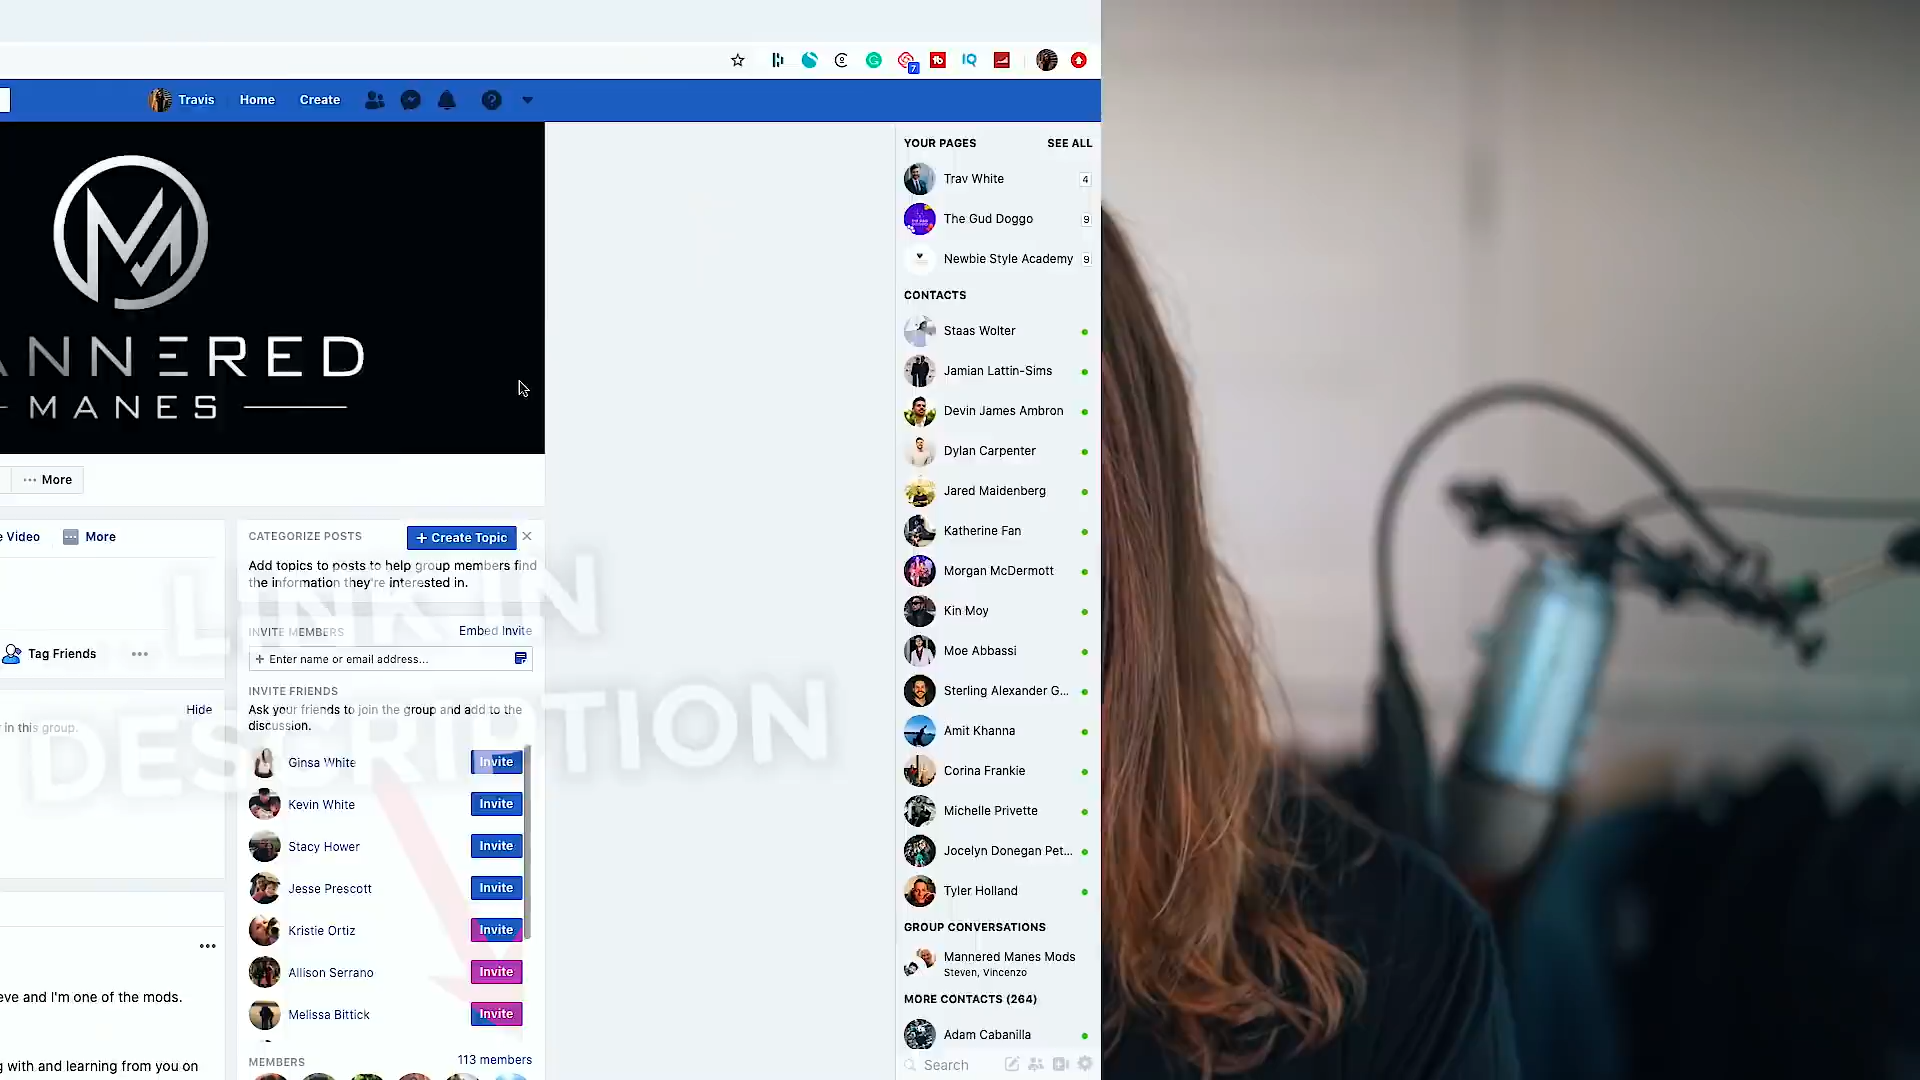 Travis
Home
Create
ANNERED
MANES
More
e Video
More
Tag Friends
Hide
r in this group.
eve and I'm one of the mods.
g with and learning from you on
CATEGORIZE POSTS
+ Create Topic
Add topics to posts to help group members find
the information they're interested in.
INVITE MEMBERS
Embed Invite
+ Enter name or email address...
INVITE FRIENDS
Ask your friends to join the group and add to the
discussion.
Ginsa White
Invite
Kevin White
Invite
Stacy Hower
Invite
Jesse Prescott
Invite
Kristie Ortiz
Invite
Allison Serrano
Invite
Melissa Bittick
Invite
MEMBERS
113 members
LINK IN
DESCRIPTION
7
IQ
YOUR PAGES
SEE ALL
Trav White
4
The Gud Doggo
9
Newbie Style Academy
9
CONTACTS
Staas Wolter
Jamian Lattin-Sims
Devin James Ambron
Dylan Carpenter
Jared Maidenberg
Katherine Fan
Morgan McDermott
Kin Moy
Moe Abbassi
Sterling Alexander G...
Amit Khanna
Corina Frankie
Michelle Privette
Jocelyn Donegan Pet...
Tyler Holland
GROUP CONVERSATIONS
Mannered Manes Mods
Steven, Vincenzo
MORE CONTACTS (264)
Adam Cabanilla
Search